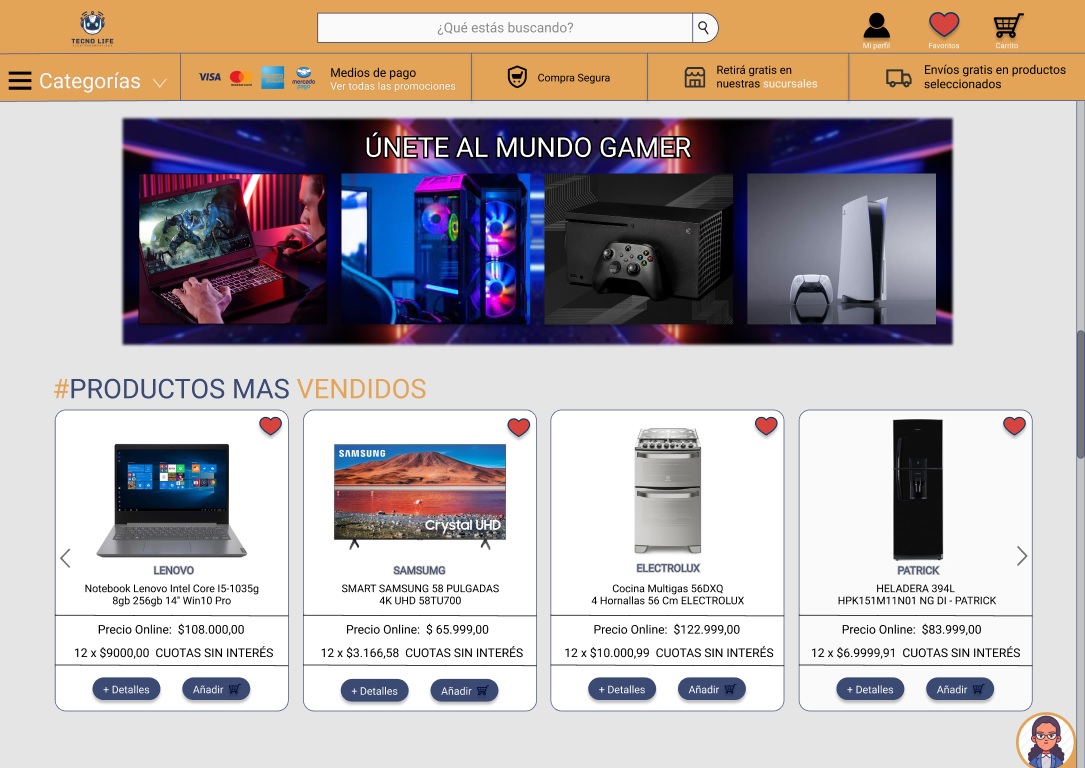 TECNO LIFE
¿Qué estás buscando?
Mi perfil
Favoritos
Carrito
Categorías
VISA
mercado
pago
Medios de pago
Ver todas las promociones
Compra Segura
Retirá gratis en
nuestras sucursales
Envíos gratis en productos
seleccionados
ÚNETE AL MUNDO GAMER
#PRODUCTOS MAS VENDIDOS
LENOVO
Notebook Lenovo Intel Core I5-1035g
8gb 256gb 14" Win10 Pro
Precio Online: $108.000,00
12 x $9000,00 CUOTAS SIN INTERÉS
+ Detalles
Añadir
SAMSUNG
Crystal UHD
SAMSUMG
SMART SAMSUNG 58 PULGADAS
4K UHD 58TU700
Precio Online: $ 65.999,00
12 x $3.166,58 CUOTAS SIN INTERÉS
+ Detalles
Añadir
ELECTROLUX
Cocina Multigas 56DXQ
4 Hornallas 56 Cm ELECTROLUX
Precio Online: $122.999,00
12 x $10.000,99 CUOTAS SIN INTERÉS
+ Detalles
Añadir
PATRICK
HELADERA 394L
HPK151M11N01 NG DI - PATRICK
Precio Online: $83.999,00
12 x $6.9999,91 CUOTAS SIN INTERÉS
+ Detalles
Añadir